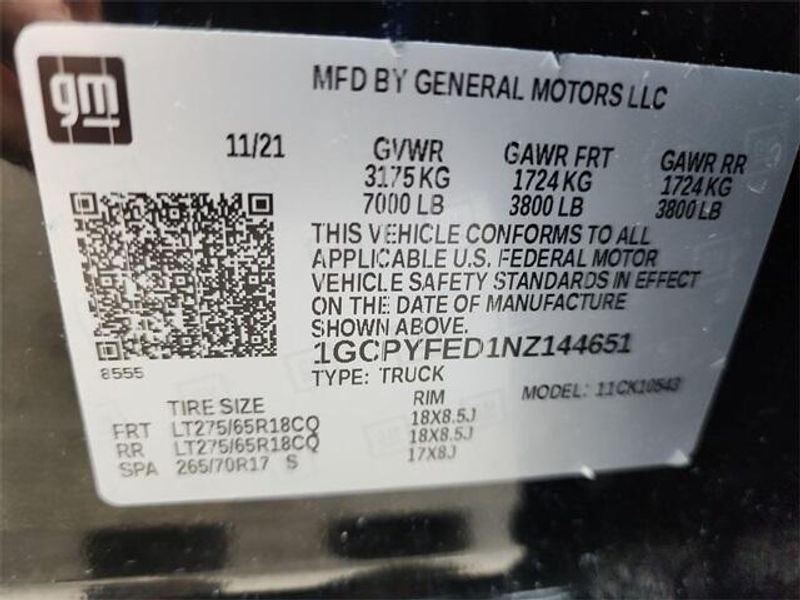 gm
MFD BY GENERAL MOTORS LLC
11/21 GVWR GAWR FRT GAWR RR
3175 KG 1724 KG 1724 KG
7000 LB 3800 LB 3800 LB
THIS VEHICLE CONFORMS TO ALL
APPLICABLE U.S. FEDERAL MOTOR
VEHICLE SAFETY STANDARDS IN EFFECT
ON THE DATE OF MANUFACTURE
SHOWN ABOVE.
1GCPYFED1NZ144651
8555
TYPE: TRUCK
MODEL: 11CK10543
TIRE SIZE RIM
FRT LT275/65R18CQ 18X8.5J
RR LT275/65R18CQ 18X8.5J
SPA 265/70R17 S 17X8J